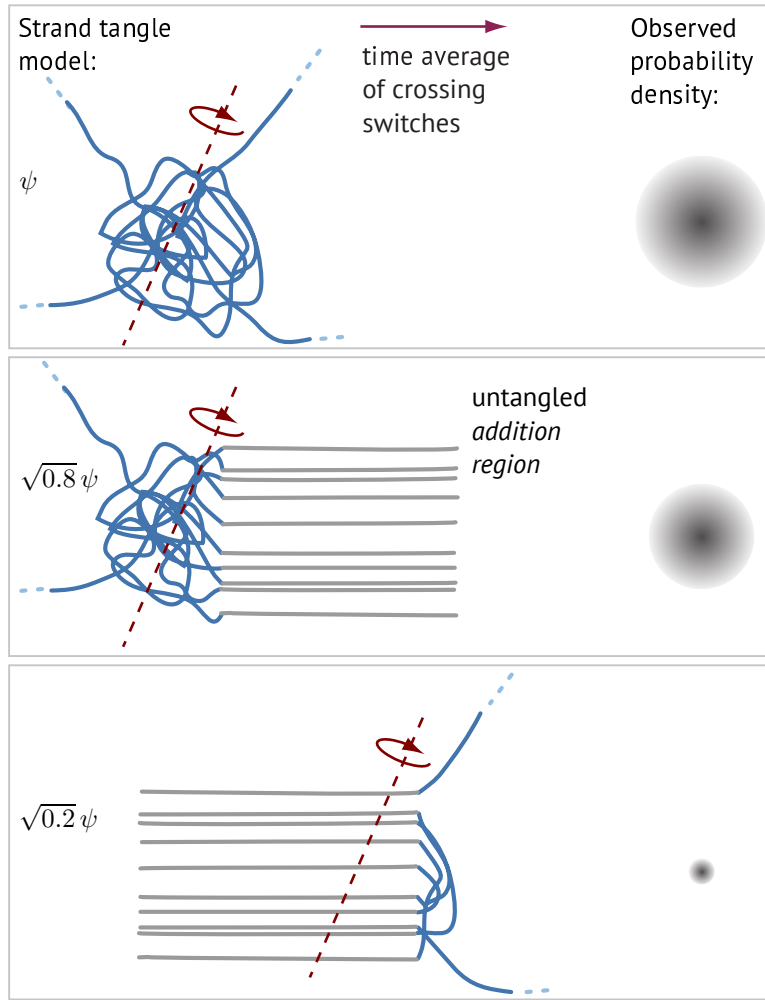 Strand tangle
model:
time average
of crossing
switches
Observed
probability
density:
ψ
untangled
addition
region
√0.8 ψ
√0.2 ψ